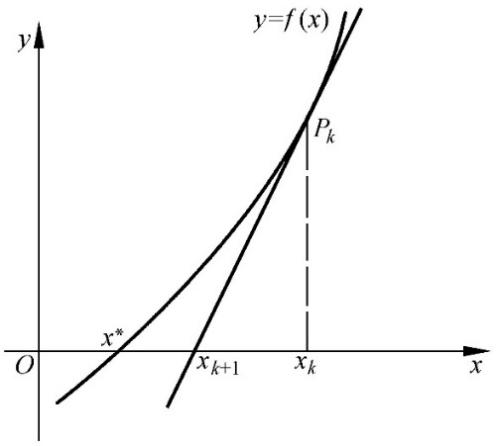 y=f(x)
y
P_k
x*
O
x_{k+1}
x_k
x